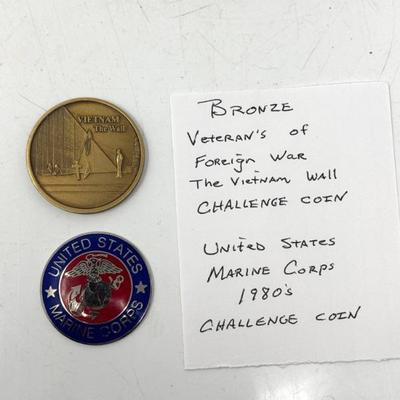 VIETNAM
The Wall
UNITED STATES
MARINE CORPS
BRONZE
VETERAN'S of
FOREIGN WAR
THE VIETNAM WALL
CHALLENGE COIN
UNITED STATES
MARINE CORPS
1980's
CHALLENGE COIN